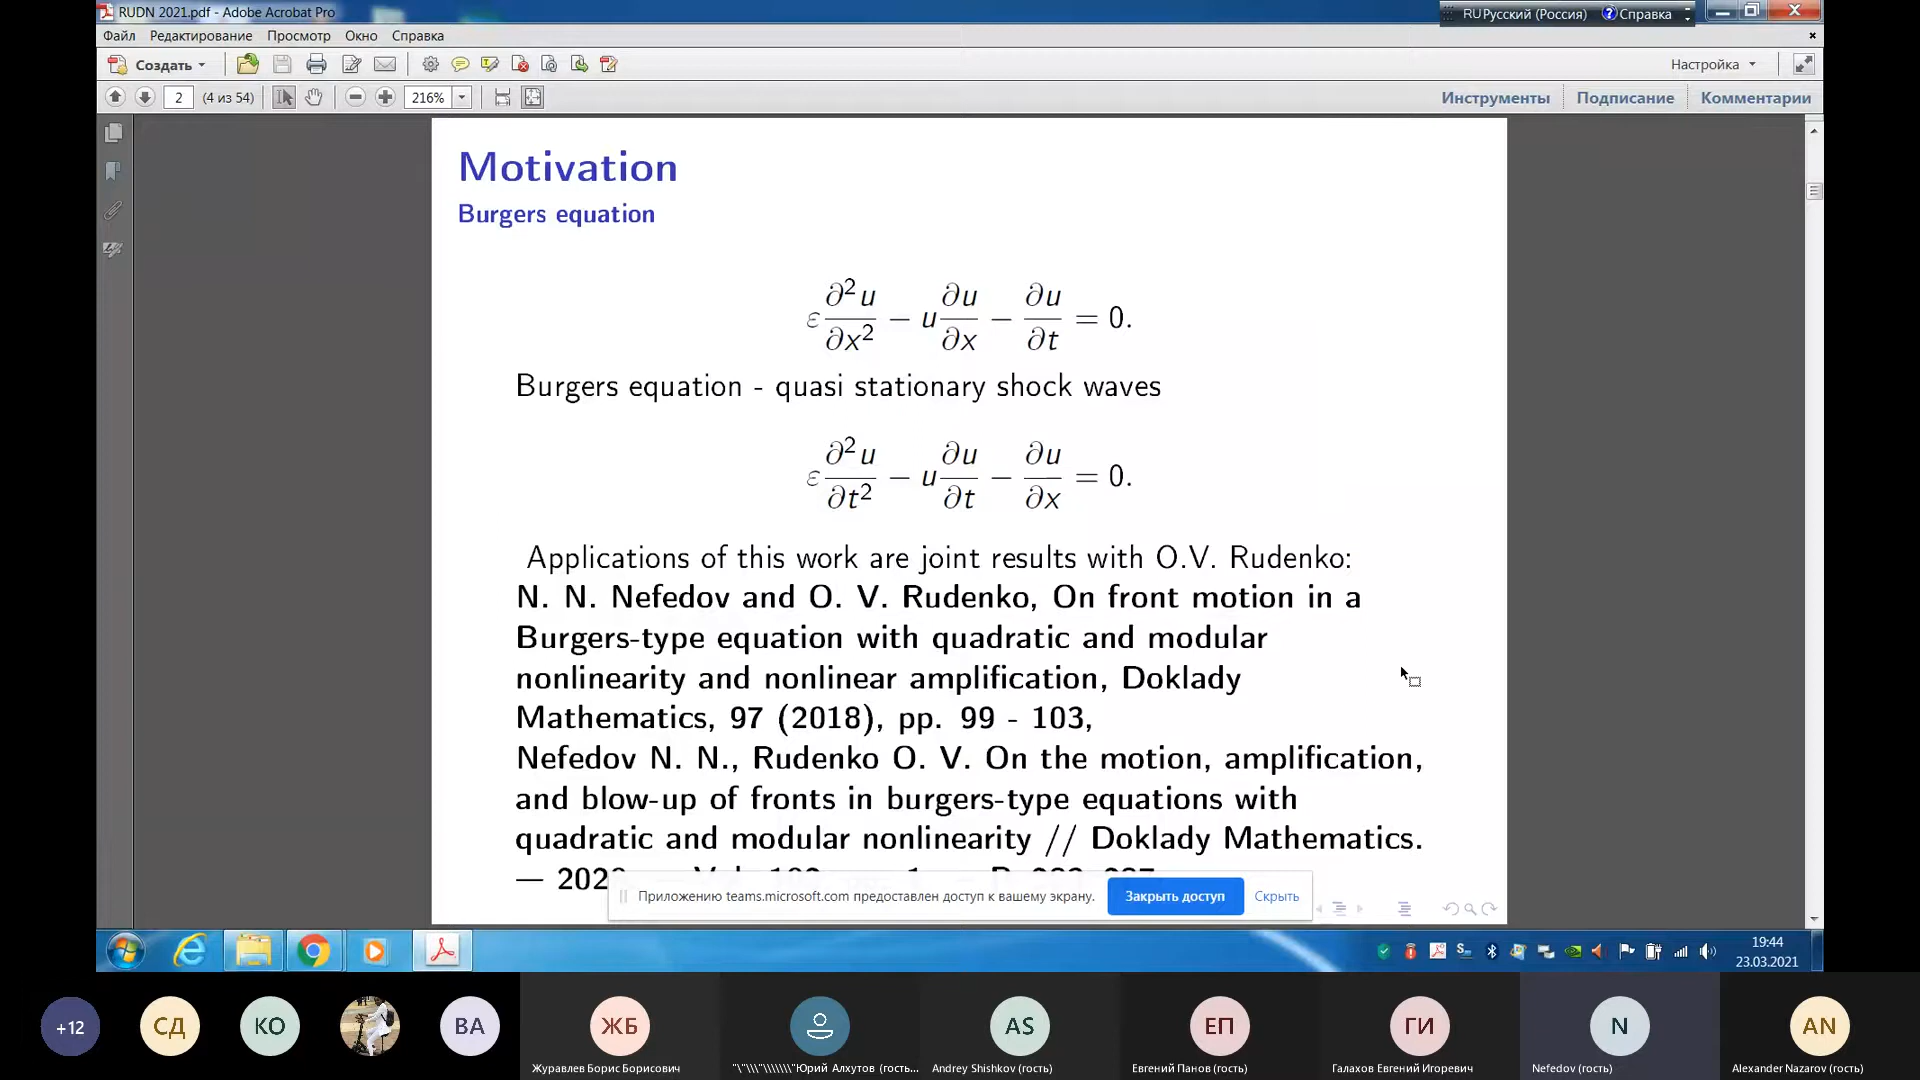 RUDN 2021.pdf - Adobe Acrobat Pro
RU Русский (Россия) Справка
Файл Редактирование Просмотр Окно Справка
Создать Настройка
2 (4 из 54) 216% Инструменты Подписание Комментарии
Motivation
Burgers equation
ε ∂²u/∂x² − u ∂u/∂x − ∂u/∂t = 0.
Burgers equation - quasi stationary shock waves
ε ∂²u/∂t² − u ∂u/∂t − ∂u/∂x = 0.
Applications of this work are joint results with O.V. Rudenko:
N. N. Nefedov and O. V. Rudenko, On front motion in a
Burgers-type equation with quadratic and modular
nonlinearity and nonlinear amplification, Doklady
Mathematics, 97 (2018), pp. 99 - 103,
Nefedov N. N., Rudenko O. V. On the motion, amplification,
and blow-up of fronts in burgers-type equations with
quadratic and modular nonlinearity // Doklady Mathematics.
— 2020
Приложению teams.microsoft.com предоставлен доступ к вашему экрану. Закрыть доступ Скрыть
19:44
23.03.2021
+12 СД КО ВА ЖБ AS ЕП ГИ N AN
Журавлев Борис Борисович "\"\\\"\\\\\\\"Юрий Алхутов (гость... Andrey Shishkov (гость) Евгений Панов (гость) Галахов Евгений Игоревич Nefedov (гость) Alexander Nazarov (гость)